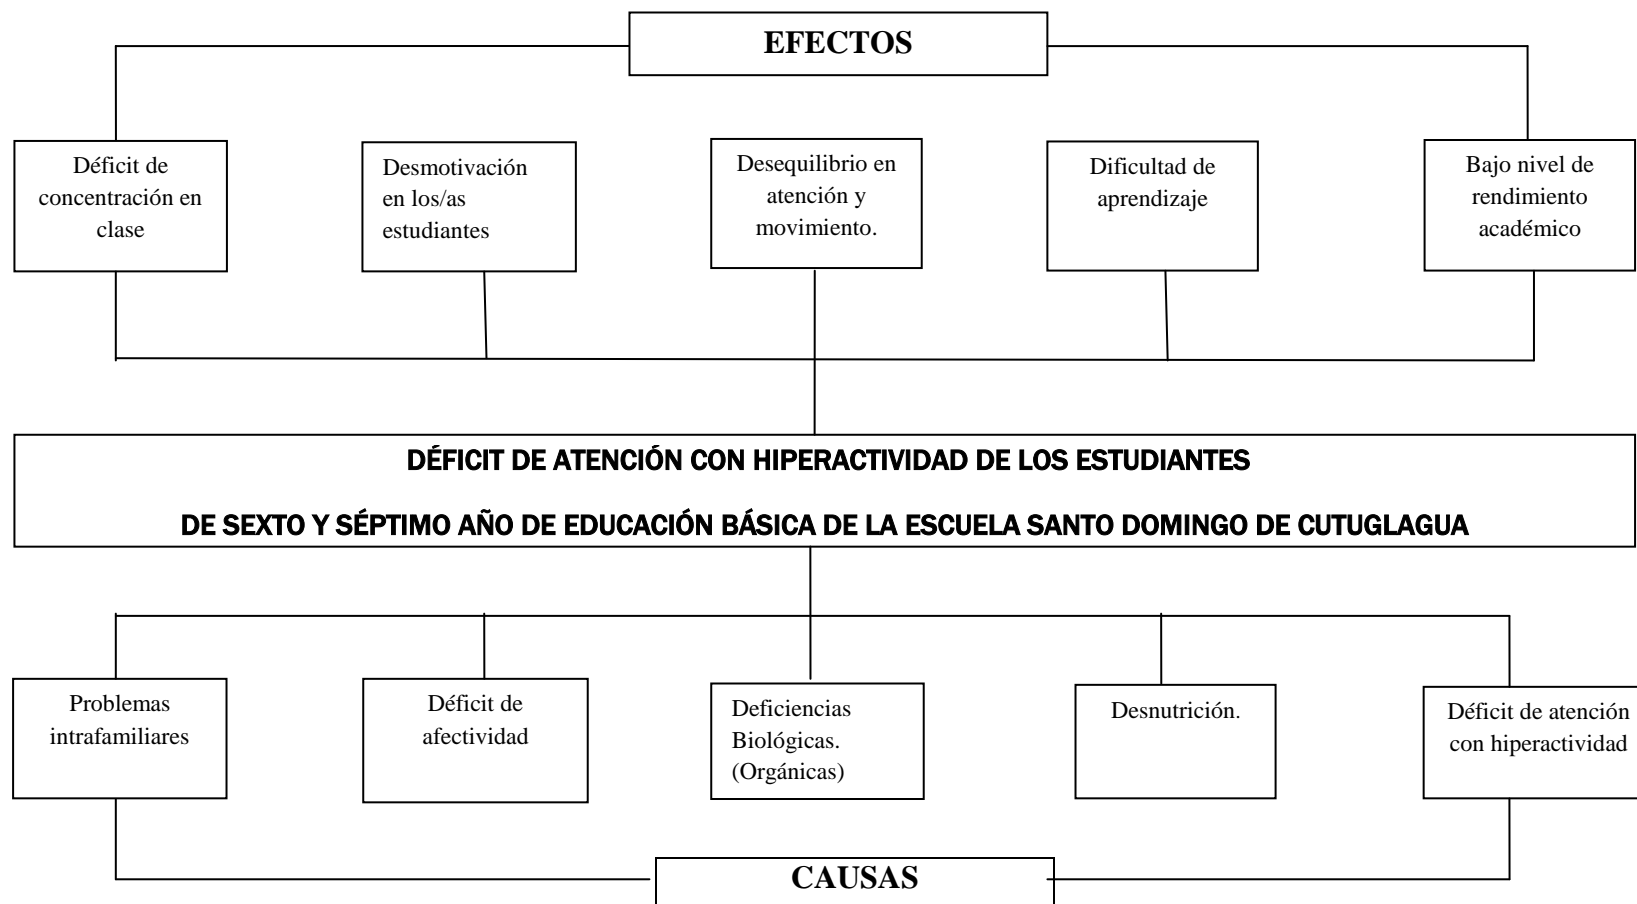 EFECTOS
Déficit de
concentración en
clase
Desmotivación
en los/as
estudiantes
Desequilibrio en
atención y
movimiento.
Dificultad de
aprendizaje
Bajo nivel de
rendimiento
académico
DÉFICIT DE ATENCIÓN CON HIPERACTIVIDAD DE LOS ESTUDIANTES
DE SEXTO Y SÉPTIMO AÑO DE EDUCACIÓN BÁSICA DE LA ESCUELA SANTO DOMINGO DE CUTUGLAGUA
Problemas
intrafamiliares
Déficit de
afectividad
Deficiencias
Biológicas.
(Orgánicas)
Desnutrición.
Déficit de atención
con hiperactividad
CAUSAS